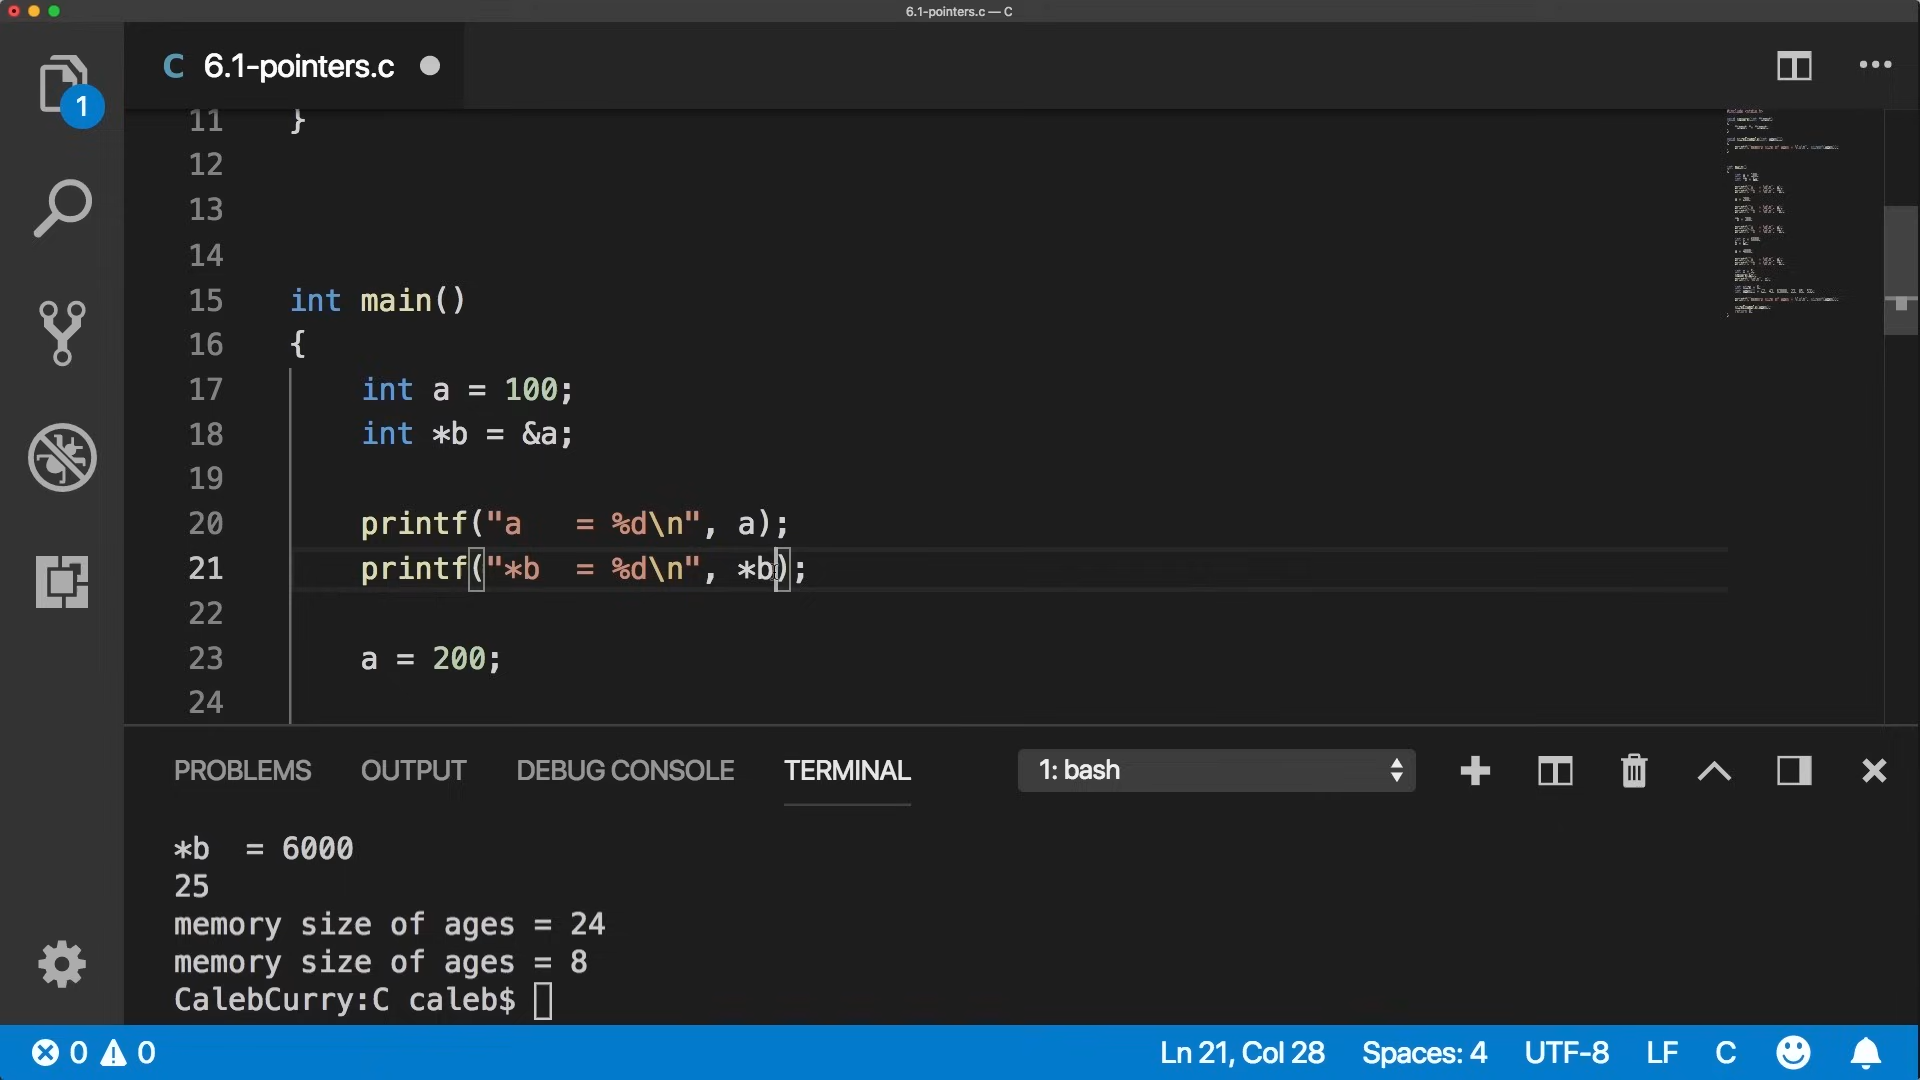 6.1-pointers.c — C
C 6.1-pointers.c
1
11 }
12
13
14
15 int main()
16 {
17 int a = 100;
18 int *b = &a;
19
20 printf("a   = %d\n", a);
21 printf("*b  = %d\n", *b);
22
23 a = 200;
24
PROBLEMS OUTPUT DEBUG CONSOLE TERMINAL 1: bash
*b  = 6000
25
memory size of ages = 24
memory size of ages = 8
CalebCurry:C caleb$
0 0 Ln 21, Col 28 Spaces: 4 UTF-8 LF C